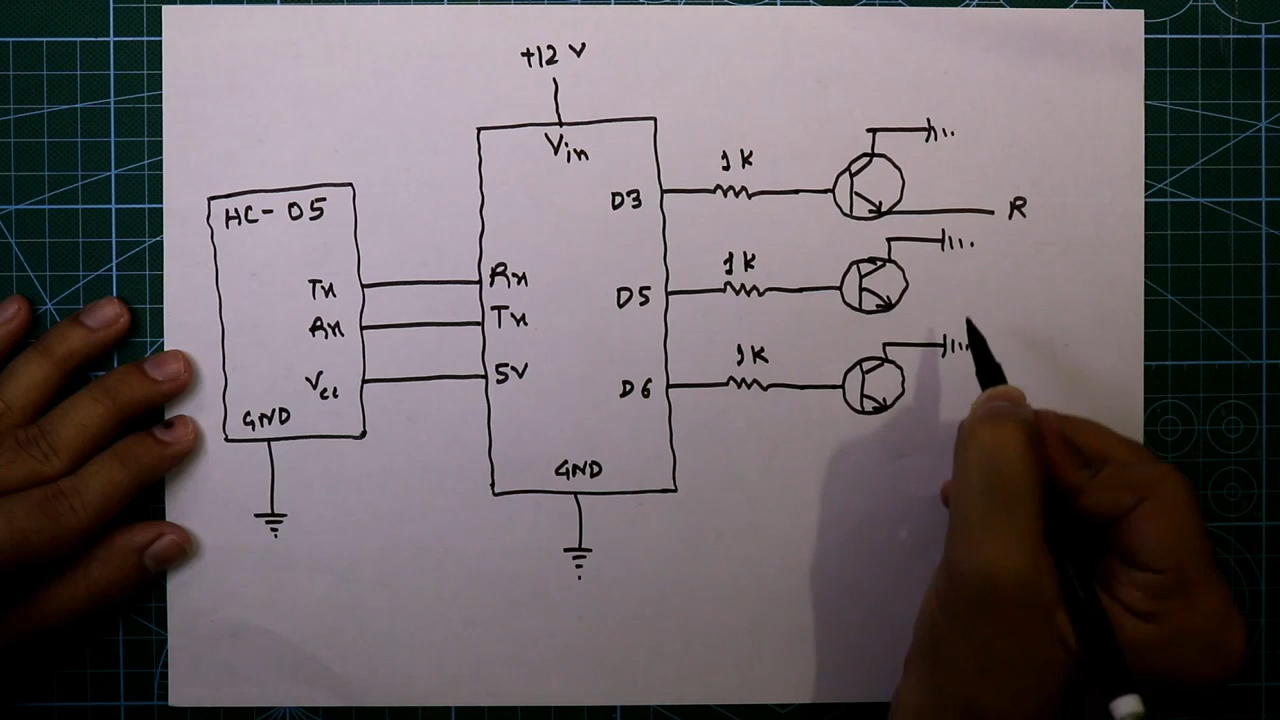 +12 V
Vin
HC-05
Tx
Rx
Vcc
GND
Rx
Tx
5V
GND
D3
D5
D6
1K
1K
1K
R